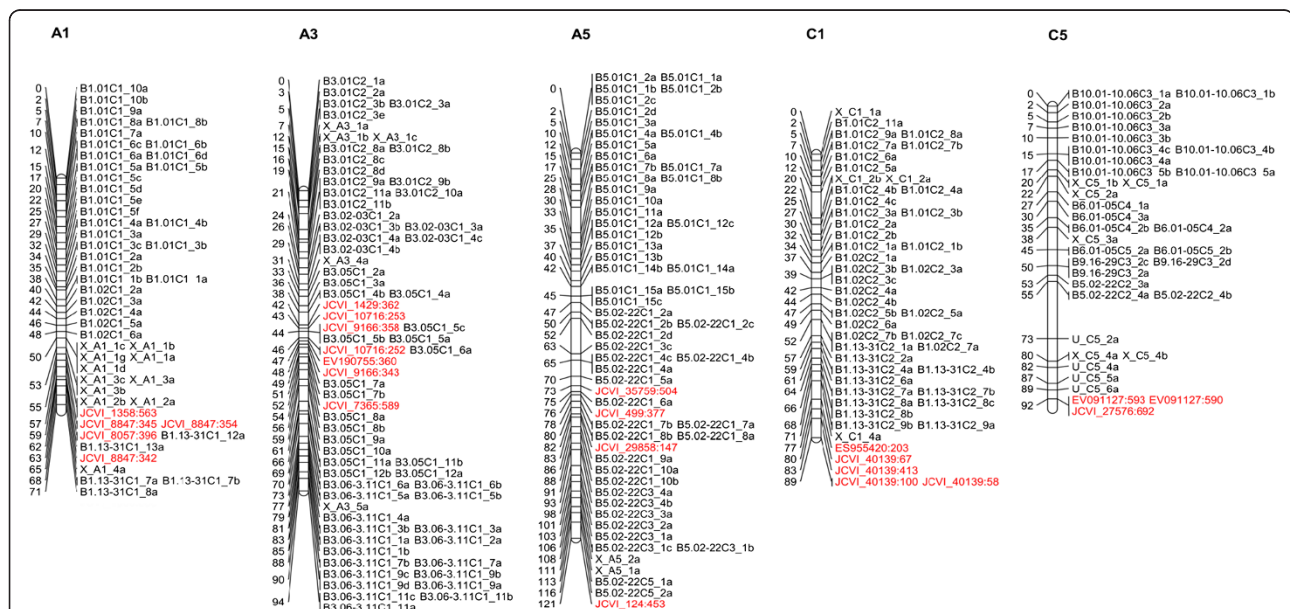 A1
0 B1.01C1_10a
2 B1.01C1_10b
5 B1.01C1_9a
7 B1.01C1_8a B1.01C1_8b
10 B1.01C1_7a
B1.01C1_6c B1.01C1_6b
12 B1.01C1_6a B1.01C1_6d
15 B1.01C1_5a B1.01C1_5b
17 B1.01C1_5c
20 B1.01C1_5d
22 B1.01C1_5e
25 B1.01C1_5f
27 B1.01C1_4a B1.01C1_4b
29 B1.01C1_3a
32 B1.01C1_3c B1.01C1_3b
34 B1.01C1_2a
35 B1.01C1_2b
38 B1.01C1_1b B1.01C1_1a
40 B1.02C1_2a
42 B1.02C1_3a
44 B1.02C1_4a
46 B1.02C1_5a
48 B1.02C1_6a
X_A1_1c X_A1_1b
50 X_A1_1g X_A1_1a
X_A1_1d
53 X_A1_3c X_A1_3a
X_A1_3b
X_A1_2b X_A1_2a
55 JCVI_1358:563
57 JCVI_8847:345 JCVI_8847:354
59 JCVI_8057:396 B1.13-31C1_12a
62 B1.13-31C1_13a
63 JCVI_8847:342
65 X_A1_4a
68 B1.13-31C1_7a B1.13-31C1_7b
71 B1.13-31C1_8a
A3
0 B3.01C2_1a
3 B3.01C2_2a
B3.01C2_3b B3.01C2_3a
5 B3.01C2_3e
7 X_A3_1a
12 X_A3_1b X_A3_1c
15 B3.01C2_8a B3.01C2_8b
16 B3.01C2_8c
19 B3.01C2_8d
B3.01C2_9a B3.01C2_9b
21 B3.01C2_11a B3.01C2_10a
B3.01C2_11b
24 B3.02-03C1_2a
26 B3.02-03C1_3b B3.02-03C1_3a
B3.02-03C1_4a B3.02-03C1_4c
29 B3.02-03C1_4b
31 X_A3_4a
33 B3.05C1_2a
36 B3.05C1_3a
38 B3.05C1_4b B3.05C1_4a
42 JCVI_1429:362
43 JCVI_10716:253
44 JCVI_9166:358 B3.05C1_5c
B3.05C1_5b B3.05C1_5a
46 JCVI_10716:252 B3.05C1_6a
47 EV190755:360
48 JCVI_9166:343
49 B3.05C1_7a
51 B3.05C1_7b
52 JCVI_7365:589
54 B3.05C1_8a
56 B3.05C1_8b
59 B3.05C1_9a
61 B3.05C1_10a
66 B3.05C1_11a B3.05C1_11b
69 B3.05C1_12b B3.05C1_12a
70 B3.06-3.11C1_6a B3.06-3.11C1_6b
73 B3.06-3.11C1_5a B3.06-3.11C1_5b
77 X_A3_5a
79 B3.06-3.11C1_4a
81 B3.06-3.11C1_3b B3.06-3.11C1_3a
83 B3.06-3.11C1_1a B3.06-3.11C1_2a
85 B3.06-3.11C1_1b
88 B3.06-3.11C1_7b B3.06-3.11C1_7a
B3.06-3.11C1_9c B3.06-3.11C1_9b
90 B3.06-3.11C1_9d B3.06-3.11C1_9a
B3.06-3.11C1_11c B3.06-3.11C1_11b
94 B3.06-3.11C1_11a
A5
B5.01C1_2a B5.01C1_1a
0 B5.01C1_1b B5.01C1_2b
B5.01C1_2c
2 B5.01C1_2d
5 B5.01C1_3a
10 B5.01C1_4a B5.01C1_4b
12 B5.01C1_5a
15 B5.01C1_6a
17 B5.01C1_7b B5.01C1_7a
25 B5.01C1_8a B5.01C1_8b
28 B5.01C1_9a
30 B5.01C1_10a
33 B5.01C1_11a
35 B5.01C1_12a B5.01C1_12c
B5.01C1_12b
37 B5.01C1_13a
40 B5.01C1_13b
42 B5.01C1_14b B5.01C1_14a
45 B5.01C1_15a B5.01C1_15b
B5.01C1_15c
47 B5.02-22C1_2a
50 B5.02-22C1_2b B5.02-22C1_2c
52 B5.02-22C1_2d
63 B5.02-22C1_3c
65 B5.02-22C1_4c B5.02-22C1_4b
B5.02-22C1_4a
70 B5.02-22C1_5a
73 JCVI_35759:504
75 B5.02-22C1_6a
76 JCVI_499:377
78 B5.02-22C1_7b B5.02-22C1_7a
80 B5.02-22C1_8b B5.02-22C1_8a
82 JCVI_29858:147
83 B5.02-22C1_9a
86 B5.02-22C1_10a
88 B5.02-22C1_10b
91 B5.02-22C3_4a
93 B5.02-22C3_4b
98 B5.02-22C3_3a
101 B5.02-22C3_2a
103 B5.02-22C3_1a
106 B5.02-22C3_1c B5.02-22C3_1b
108 X_A5_2a
111 X_A5_1a
113 B5.02-22C5_1a
116 B5.02-22C5_2a
121 JCVI_124:453
C1
0 X_C1_1a
2 B1.01C2_11a
5 B1.01C2_9a B1.01C2_8a
7 B1.01C2_7a B1.01C2_7b
10 B1.01C2_6a
12 B1.01C2_5a
20 X_C1_2b X_C1_2a
22 B1.01C2_4b B1.01C2_4a
25 B1.01C2_4c
27 B1.01C2_3a B1.01C2_3b
30 B1.01C2_2a
32 B1.01C2_2b
34 B1.01C2_1a B1.01C2_1b
37 B1.02C2_1a
39 B1.02C2_3b B1.02C2_3a
B1.02C2_3c
42 B1.02C2_4a
44 B1.02C2_4b
47 B1.02C2_5b B1.02C2_5a
49 B1.02C2_6a
52 B1.02C2_7b B1.02C2_7c
B1.13-31C2_1a B1.02C2_7a
57 B1.13-31C2_2a
59 B1.13-31C2_4a B1.13-31C2_4b
61 B1.13-31C2_6a
64 B1.13-31C2_7a B1.13-31C2_7b
66 B1.13-31C2_8a B1.13-31C2_8c
B1.13-31C2_8b
68 B1.13-31C2_9b B1.13-31C2_9a
71 X_C1_4a
77 ES955420:203
80 JCVI_40139:67
83 JCVI_40139:413
89 JCVI_40139:100 JCVI_40139:58
C5
0 B10.01-10.06C3_1a B10.01-10.06C3_1b
2 B10.01-10.06C3_2a
5 B10.01-10.06C3_2b
7 B10.01-10.06C3_3a
10 B10.01-10.06C3_3b
15 B10.01-10.06C3_4c B10.01-10.06C3_4b
B10.01-10.06C3_4a
17 B10.01-10.06C3_5b B10.01-10.06C3_5a
20 X_C5_1b X_C5_1a
22 X_C5_2a
27 B6.01-05C4_1a
30 B6.01-05C4_3a
35 B6.01-05C4_2b B6.01-05C4_2a
38 X_C5_3a
45 B6.01-05C5_2a B6.01-05C5_2b
50 B9.16-29C3_2c B9.16-29C3_2d
B9.16-29C3_2a
53 B5.02-22C2_3a
55 B5.02-22C2_4a B5.02-22C2_4b
73 U_C5_2a
80 X_C5_4a X_C5_4b
82 U_C5_4a
87 U_C5_5a
89 U_C5_6a
92 EV091127:593 EV091127:590
JCVI_27576:692